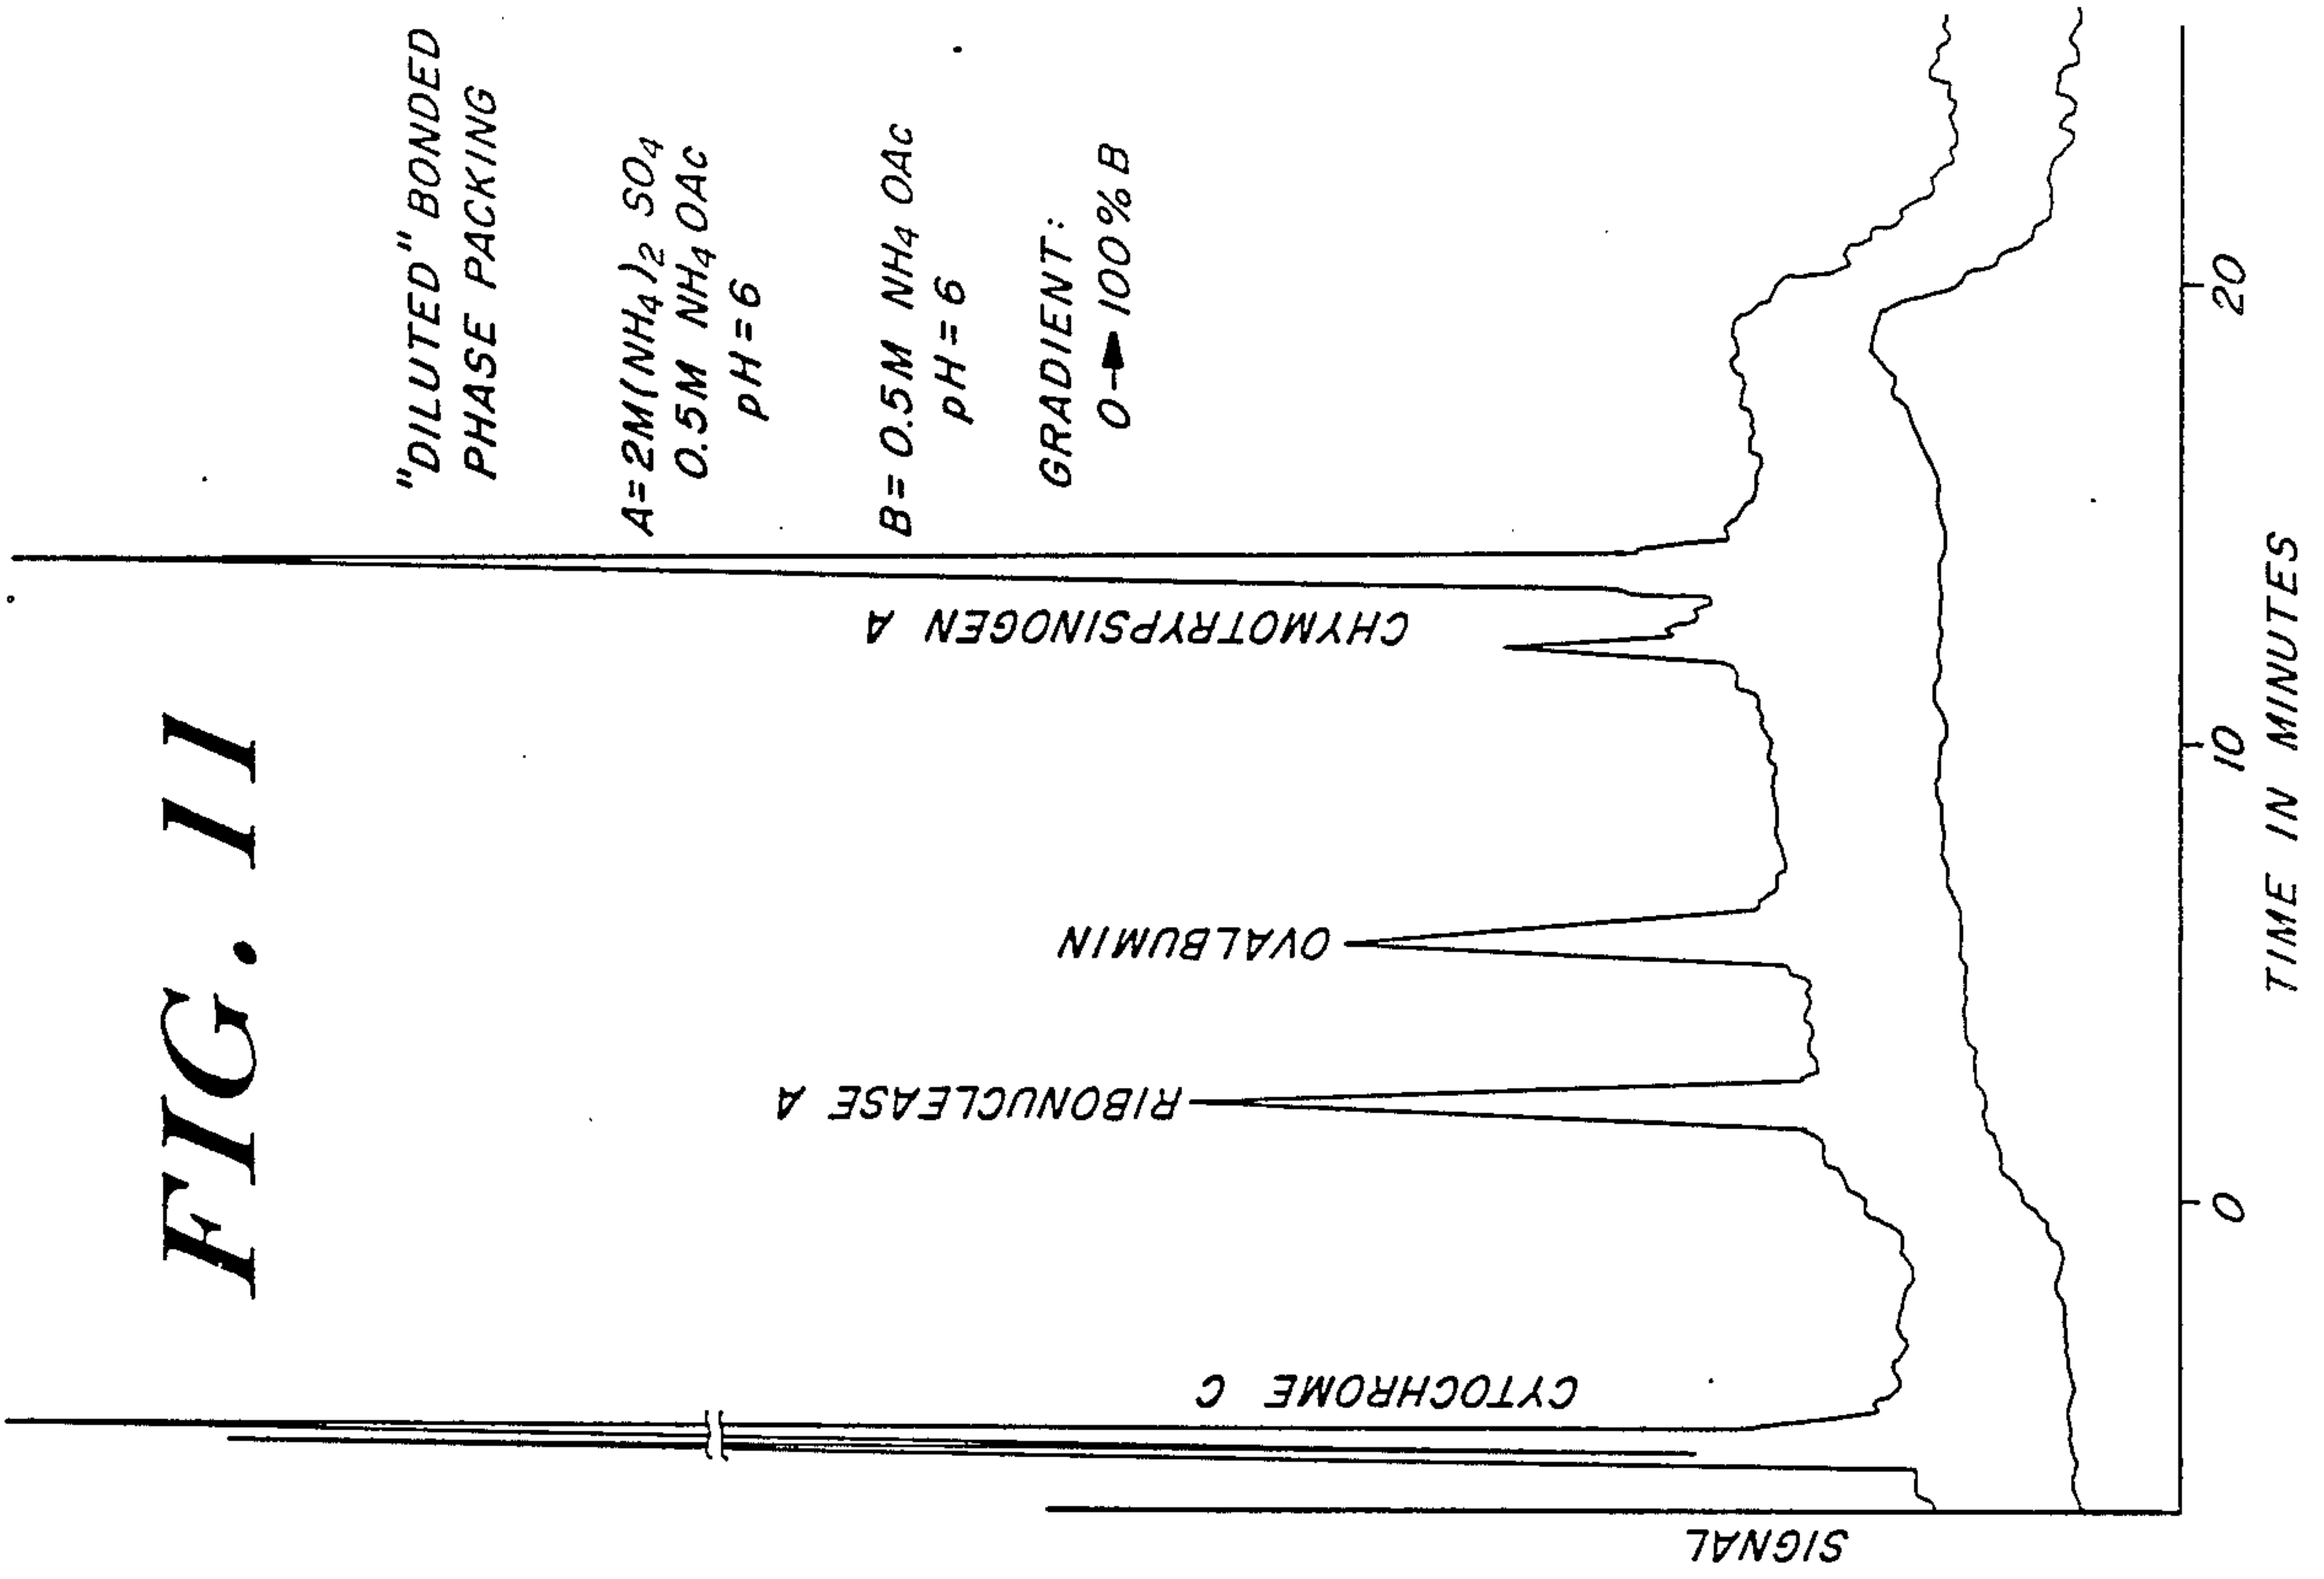 FIG. II
"DILUTED" BONDED
PHASE PACKING
A=2M(NH4)2 SO4
0.5M NH4 OAC
pH=6
B=0.5M NH4 OAC
pH=6
GRADIENT:
0→100% B
SIGNAL
CYTOCHROME C
RIBONUCLEASE A
OVALBUMIN
CHYMOTRYPSINOGEN A
0 10 20
TIME IN MINUTES